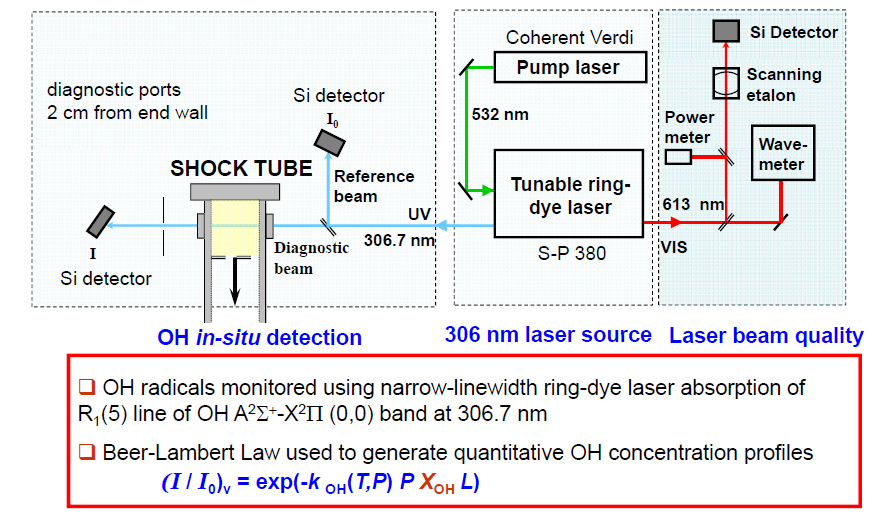 diagnostic ports
2 cm from end wall
Si detector
I₀
SHOCK TUBE
Reference
beam
UV
306.7 nm
Diagnostic
beam
I
Si detector
OH in-situ detection
Coherent Verdi
Pump laser
532 nm
Tunable ring-
dye laser
S-P 380
306 nm laser source
Si Detector
Scanning
etalon
Power
meter
Wave-
meter
613 nm
VIS
Laser beam quality
❑ OH radicals monitored using narrow-linewidth ring-dye laser absorption of
R₁(5) line of OH A²Σ⁺-X²Π (0,0) band at 306.7 nm
❑ Beer-Lambert Law used to generate quantitative OH concentration profiles
(I / I₀)ᵥ = exp(-k OH(T,P) P XOH L)